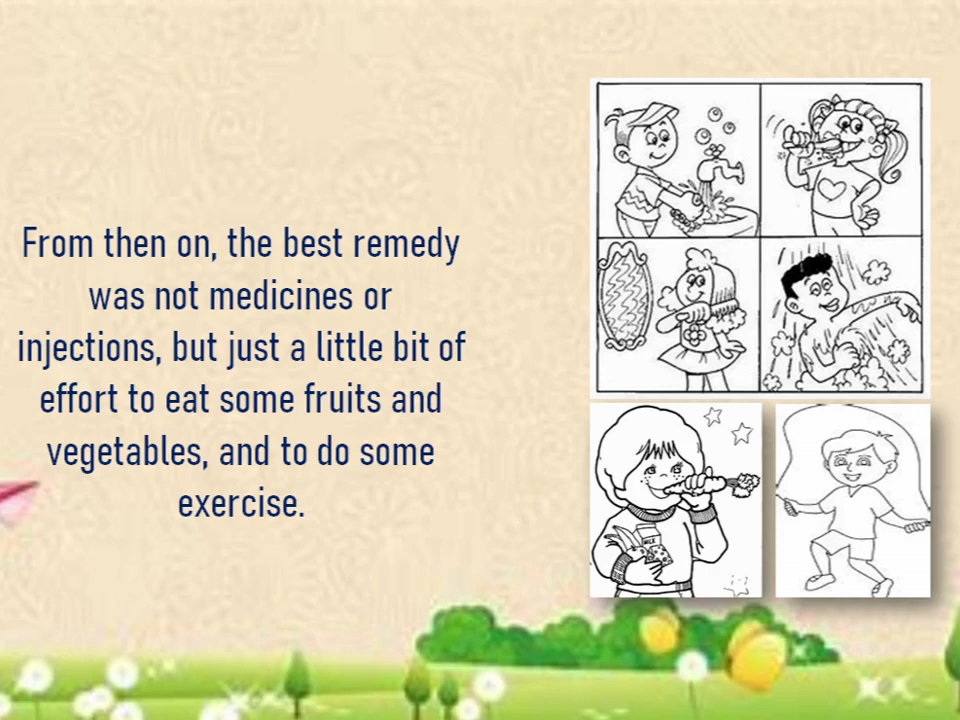 From then on, the best remedy
was not medicines or
injections, but just a little bit of
effort to eat some fruits and
vegetables, and to do some
exercise.
MILK